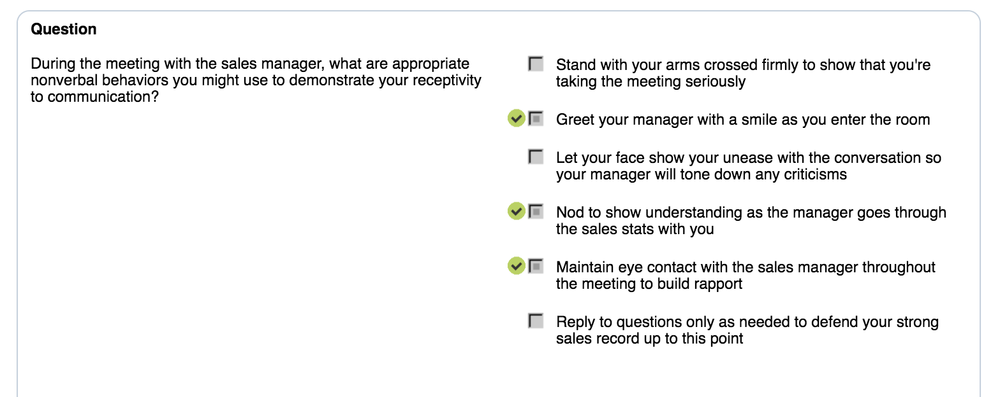 Question
During the meeting with the sales manager, what are appropriate
nonverbal behaviors you might use to demonstrate your receptivity
to communication?
Stand with your arms crossed firmly to show that you're
taking the meeting seriously
Greet your manager with a smile as you enter the room
Let your face show your unease with the conversation so
your manager will tone down any criticisms
Nod to show understanding as the manager goes through
the sales stats with you
Maintain eye contact with the sales manager throughout
the meeting to build rapport
Reply to questions only as needed to defend your strong
sales record up to this point